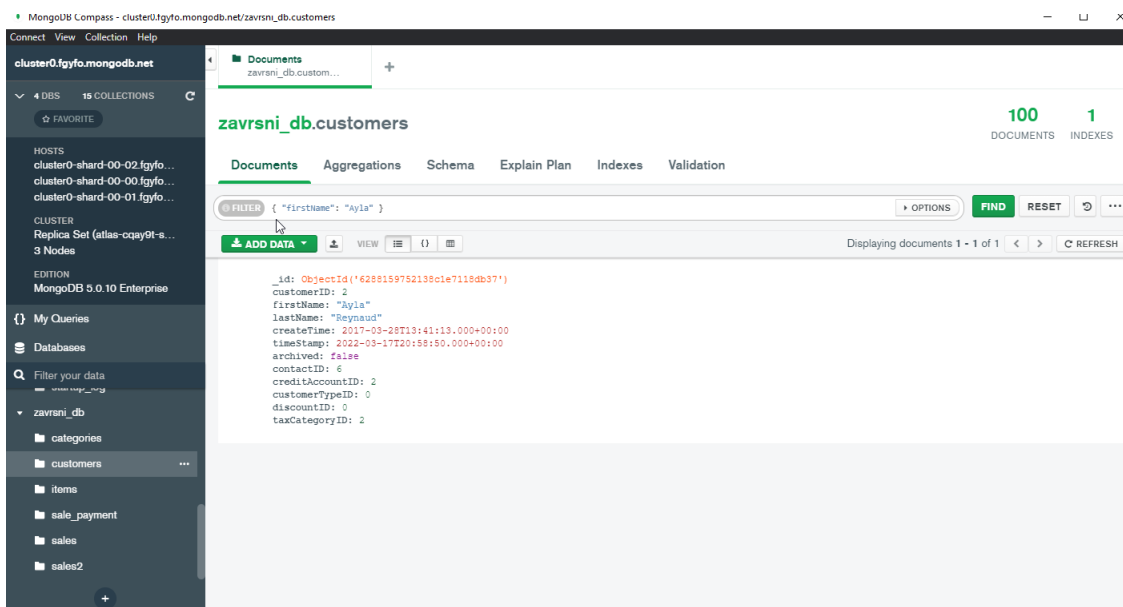 MongoDB Compass - cluster0.fgyfo.mongodb.net/zavrsni_db.customers
Connect View Collection Help
cluster0.fgyfo.mongodb.net
4 DBS 15 COLLECTIONS
FAVORITE
HOSTS
cluster0-shard-00-02.fgyfo...
cluster0-shard-00-00.fgyfo...
cluster0-shard-00-01.fgyfo...
CLUSTER
Replica Set (atlas-cqay9t-s...
3 Nodes
EDITION
MongoDB 5.0.10 Enterprise
{} My Queries
Databases
Filter your data
startup_log
zavrsni_db
categories
customers ...
items
sale_payment
sales
sales2
+
Documents
zavrsni_db.custom...
+
zavrsni_db.customers
100 DOCUMENTS
1 INDEXES
Documents Aggregations Schema Explain Plan Indexes Validation
FILTER { "firstName": "Ayla" } OPTIONS FIND RESET ...
ADD DATA VIEW {} Displaying documents 1 - 1 of 1 < > REFRESH
_id: ObjectId('6288159752138c1e7118db37')
customerID: 2
firstName: "Ayla"
lastName: "Reynaud"
createTime: 2017-03-28T13:41:13.000+00:00
timeStamp: 2022-03-17T20:58:50.000+00:00
archived: false
contactID: 6
creditAccountID: 2
customerTypeID: 0
discountID: 0
taxCategoryID: 2